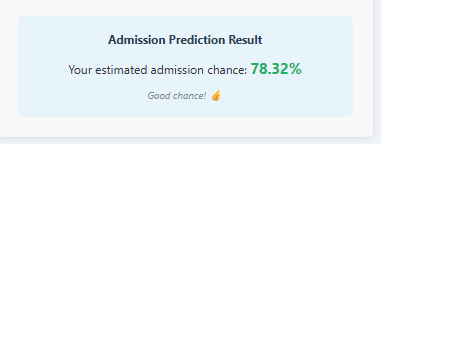 Admission Prediction Result
Your estimated admission chance: 78.32%
Good chance! 👍